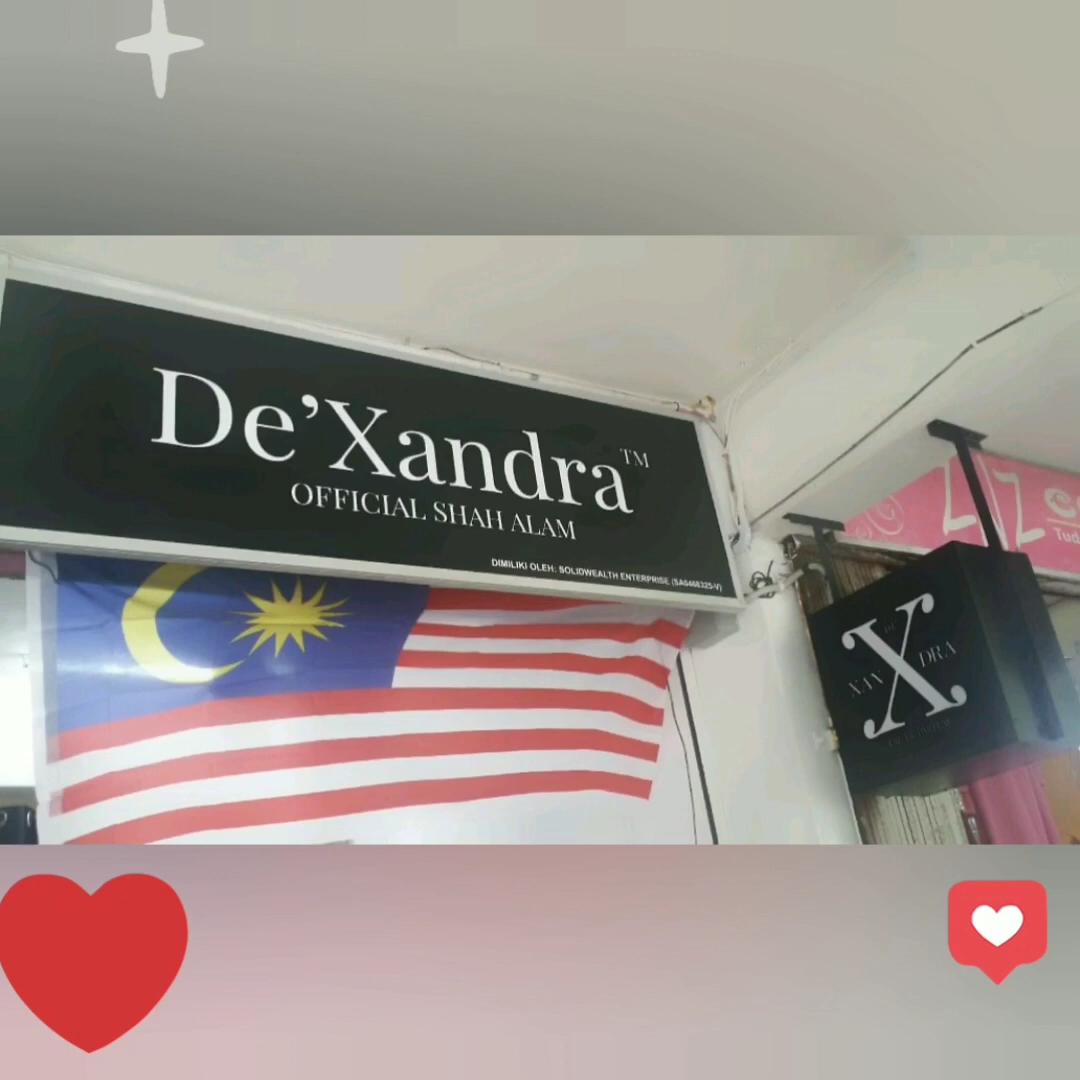 De’Xandra™
OFFICIAL SHAH ALAM
DIMILIKI OLEH: SOLIDWEALTH ENTERPRISE (SA0468325-V)
DE
X
XAN DRA